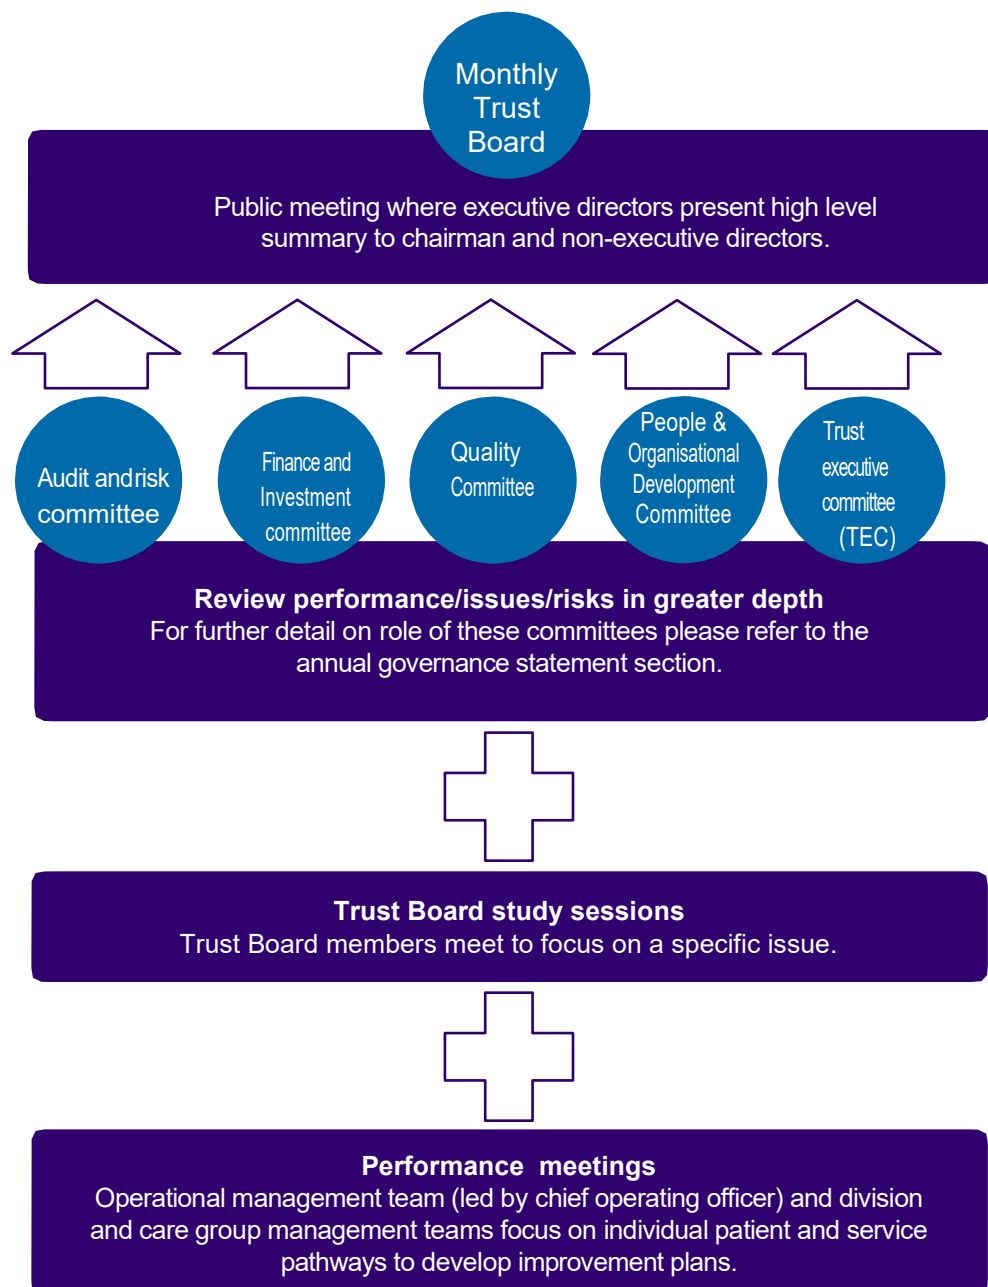 Monthly
Trust
Board
Public meeting where executive directors present high level
summary to chairman and non-executive directors.
Audit andrisk
committee
Finance and
Investment
committee
Quality
Committee
People &
Organisational
Development
Committee
Trust
executive
committee
(TEC)
Review performance/issues/risks in greater depth
For further detail on role of these committees please refer to the
annual governance statement section.
Trust Board study sessions
Trust Board members meet to focus on a specific issue.
Performance meetings
Operational management team (led by chief operating officer) and division
and care group management teams focus on individual patient and service
pathways to develop improvement plans.